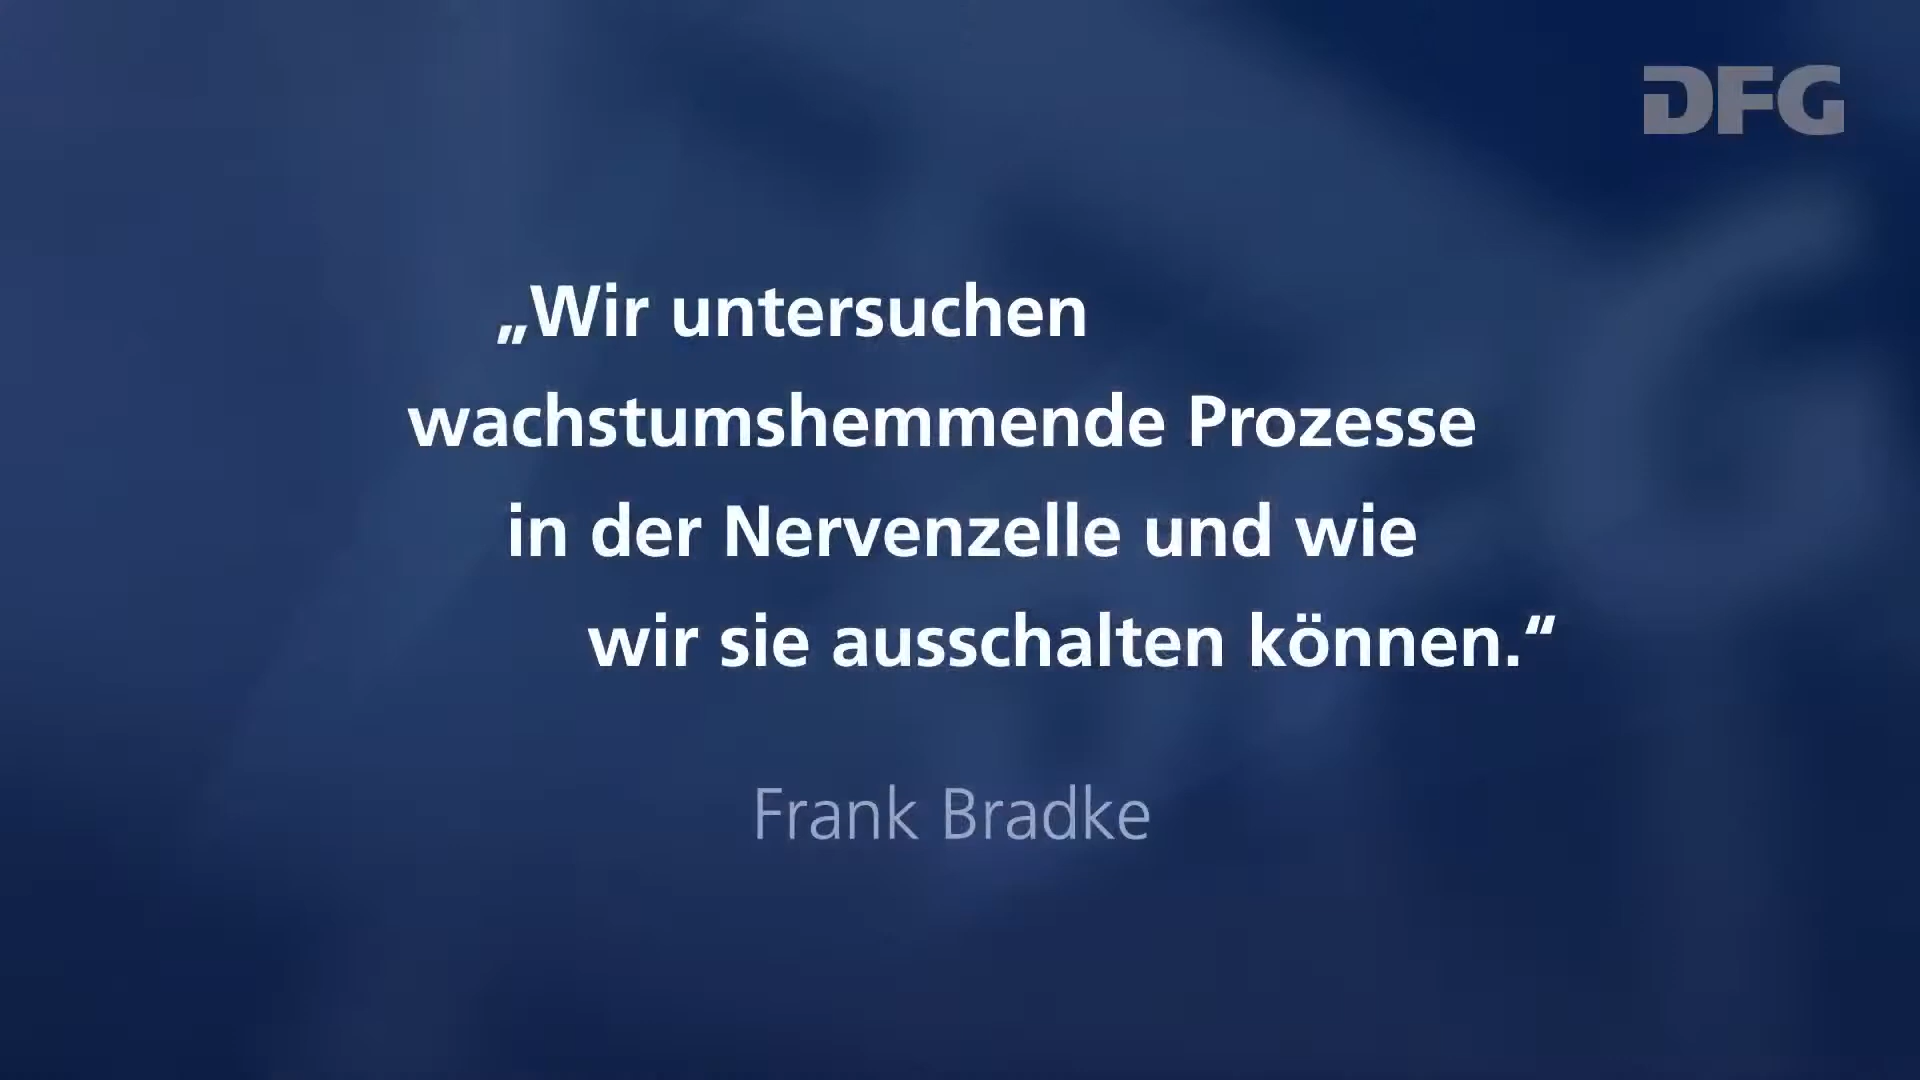 DFG
„Wir untersuchen
wachstumshemmende Prozesse
in der Nervenzelle und wie
wir sie ausschalten können.“
Frank Bradke